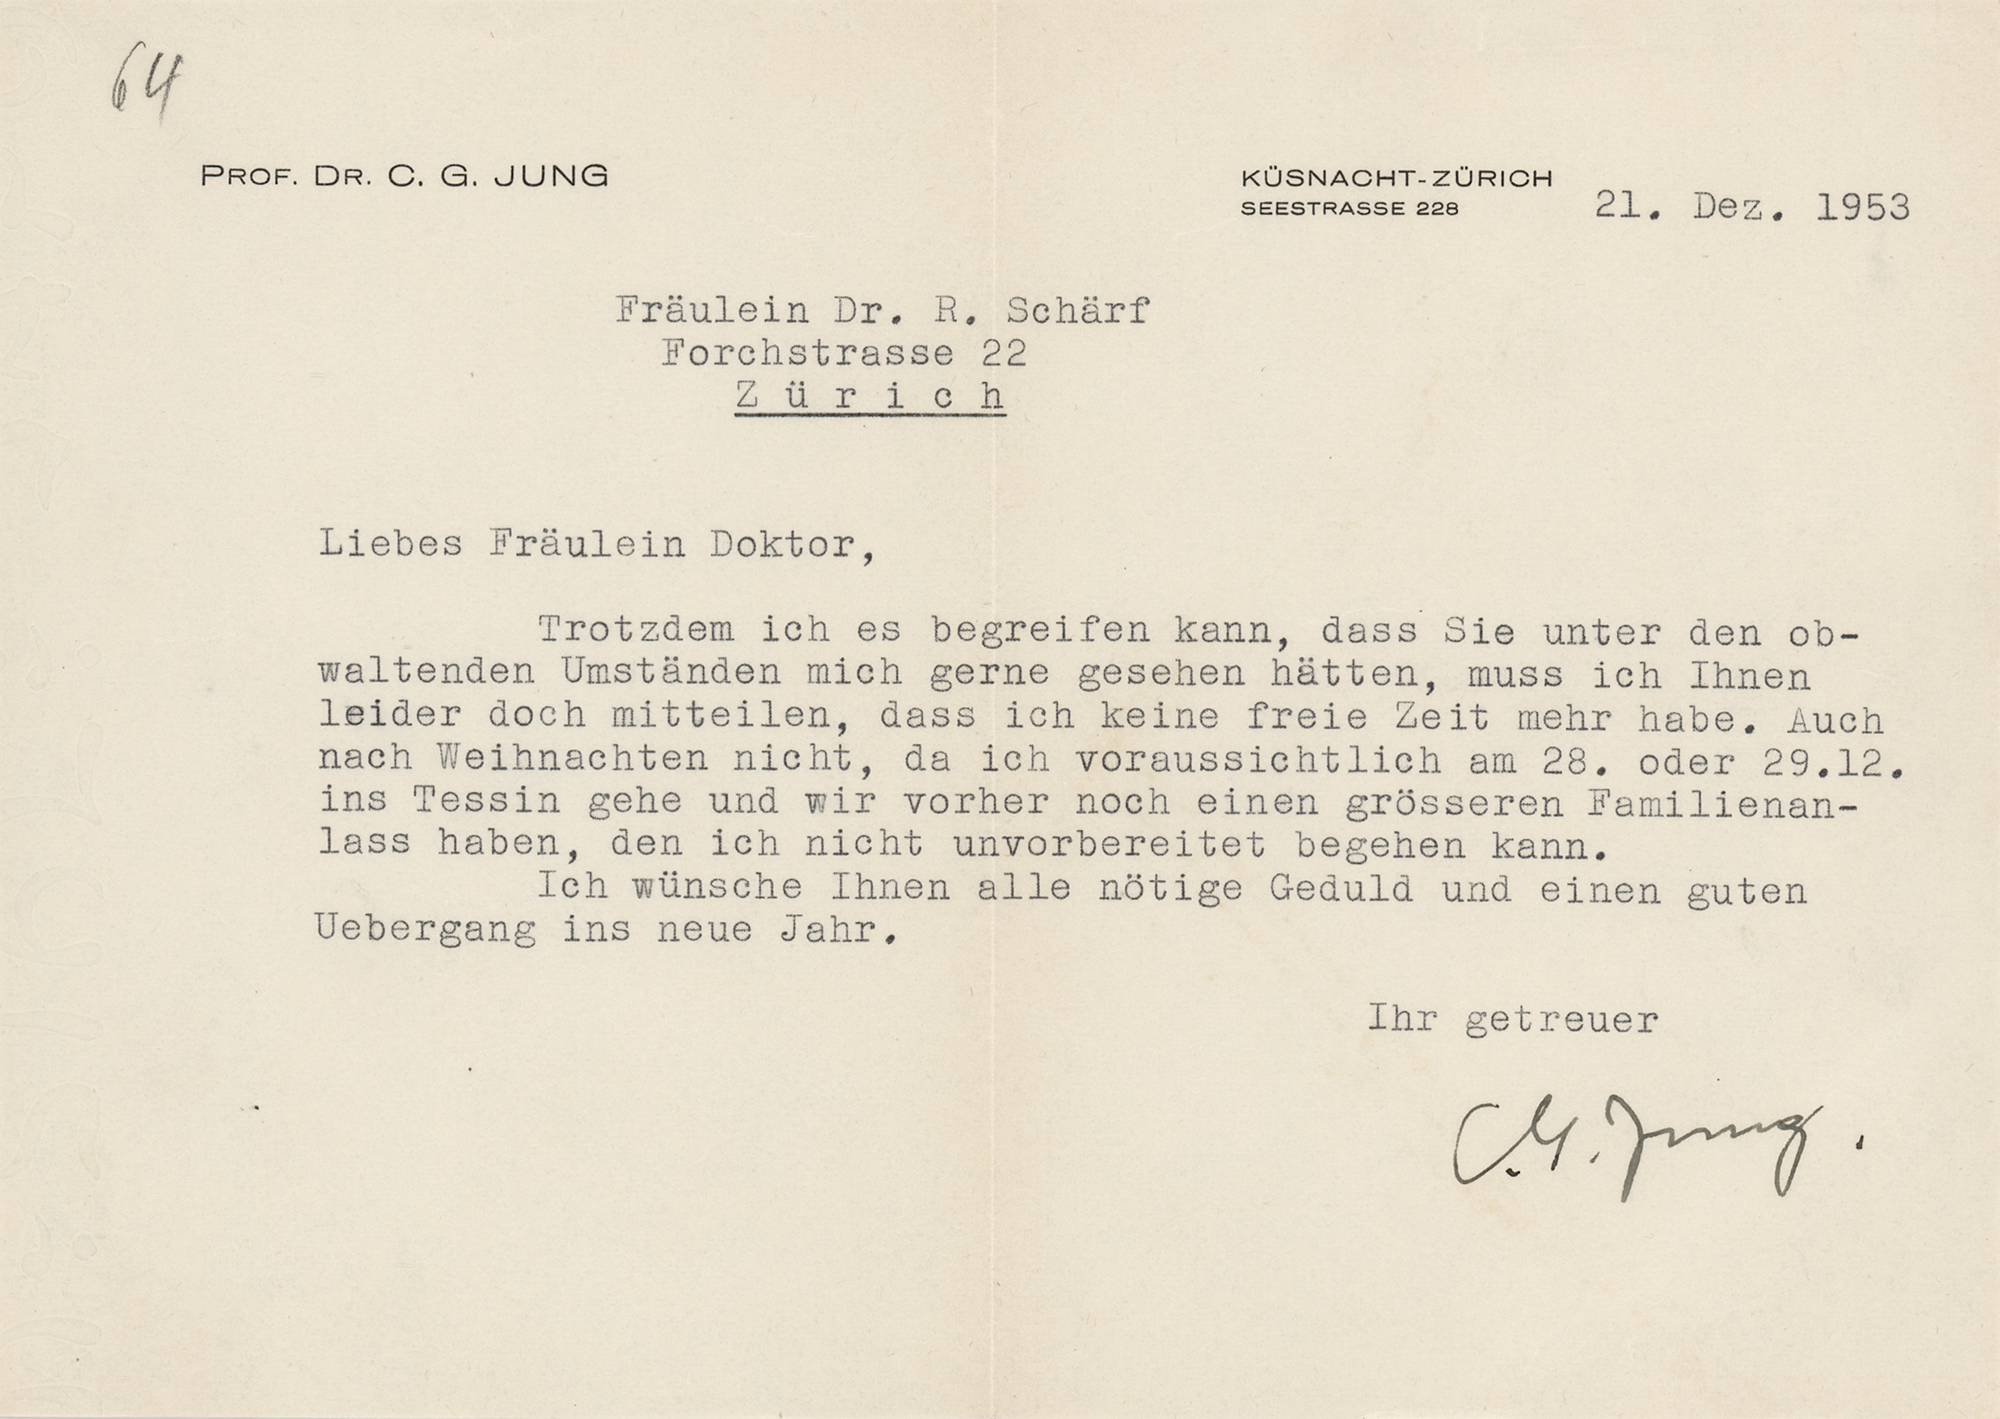 64
PROF. DR. C. G. JUNG
KÜSNACHT-ZÜRICH
SEESTRASSE 228
21. Dez. 1953
Fräulein Dr. R. Schärf
Forchstrasse 22
Z ü r i c h
Liebes Fräulein Doktor,
Trotzdem ich es begreifen kann, dass Sie unter den ob-
waltenden Umständen mich gerne gesehen hätten, muss ich Ihnen
leider doch mitteilen, dass ich keine freie Zeit mehr habe. Auch
nach Weihnachten nicht, da ich voraussichtlich am 28. oder 29.12.
ins Tessin gehe und wir vorher noch einen grösseren Familienan-
lass haben, den ich nicht unvorbereitet begehen kann.
Ich wünsche Ihnen alle nötige Geduld und einen guten
Uebergang ins neue Jahr.
Ihr getreuer
C. G. Jung.